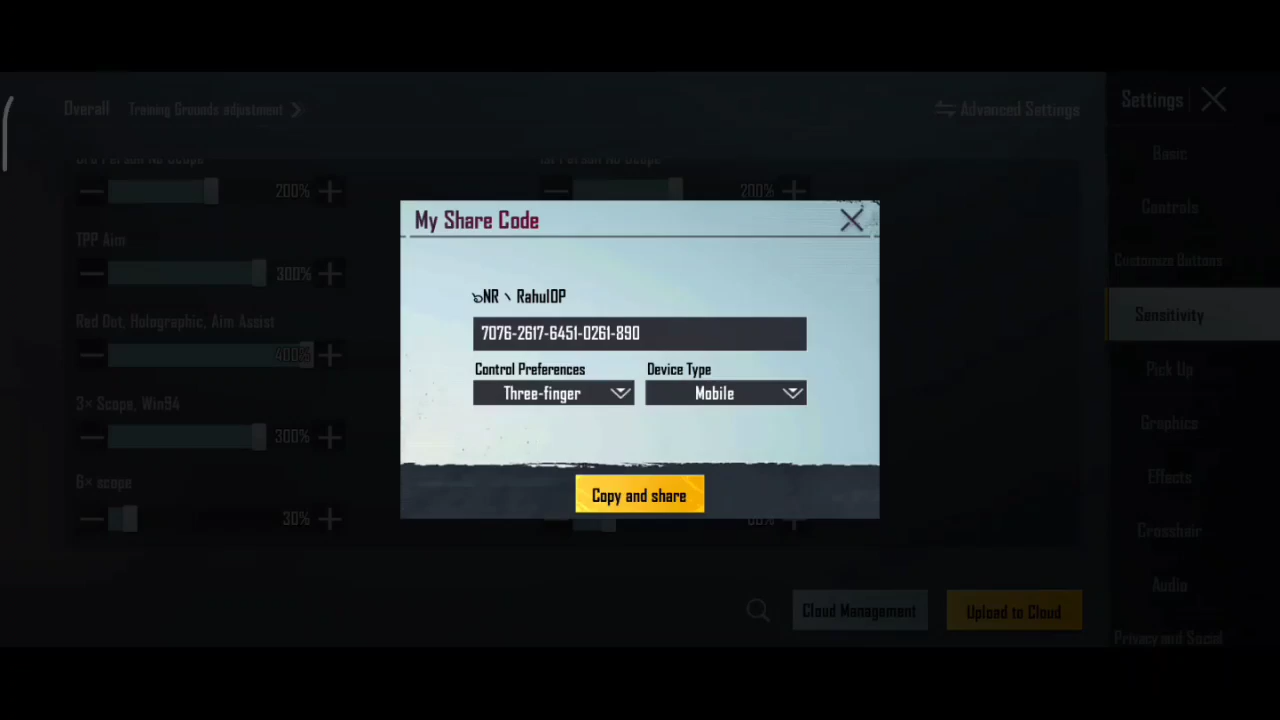 Overall Training Grounds adjustment
Advanced Settings
Settings
200%
200%
TPP Aim
300%
Red Dot, Holographic, Aim Assist
400%
3× Scope, Win94
300%
6× scope
30%
My Share Code
NR RahulOP
7076-2617-6451-0261-890
Control Preferences
Device Type
Three-finger
Mobile
Copy and share
Basic
Controls
Customize Buttons
Sensitivity
Pick Up
Graphics
Effects
Crosshair
Audio
Privacy and Social
Cloud Management
Upload to Cloud